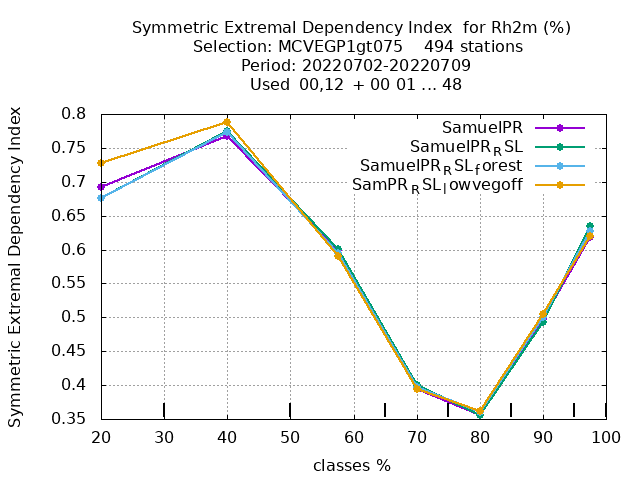 Symmetric Extremal Dependency Index for Rh2m (%)
Selection: MCVEGP1gt075 494 stations
Period: 20220702-20220709
Used 00,12 + 00 01 ... 48
Symmetric Extremal Dependency Index
0.8
0.75
0.7
0.65
0.6
0.55
0.5
0.45
0.4
0.35
SamuelPR
SamuelPR_RSL
SamuelPR_RSL_forest
SamPR_RSL_lowvegoff
20 30 40 50 60 70 80 90 100
classes %